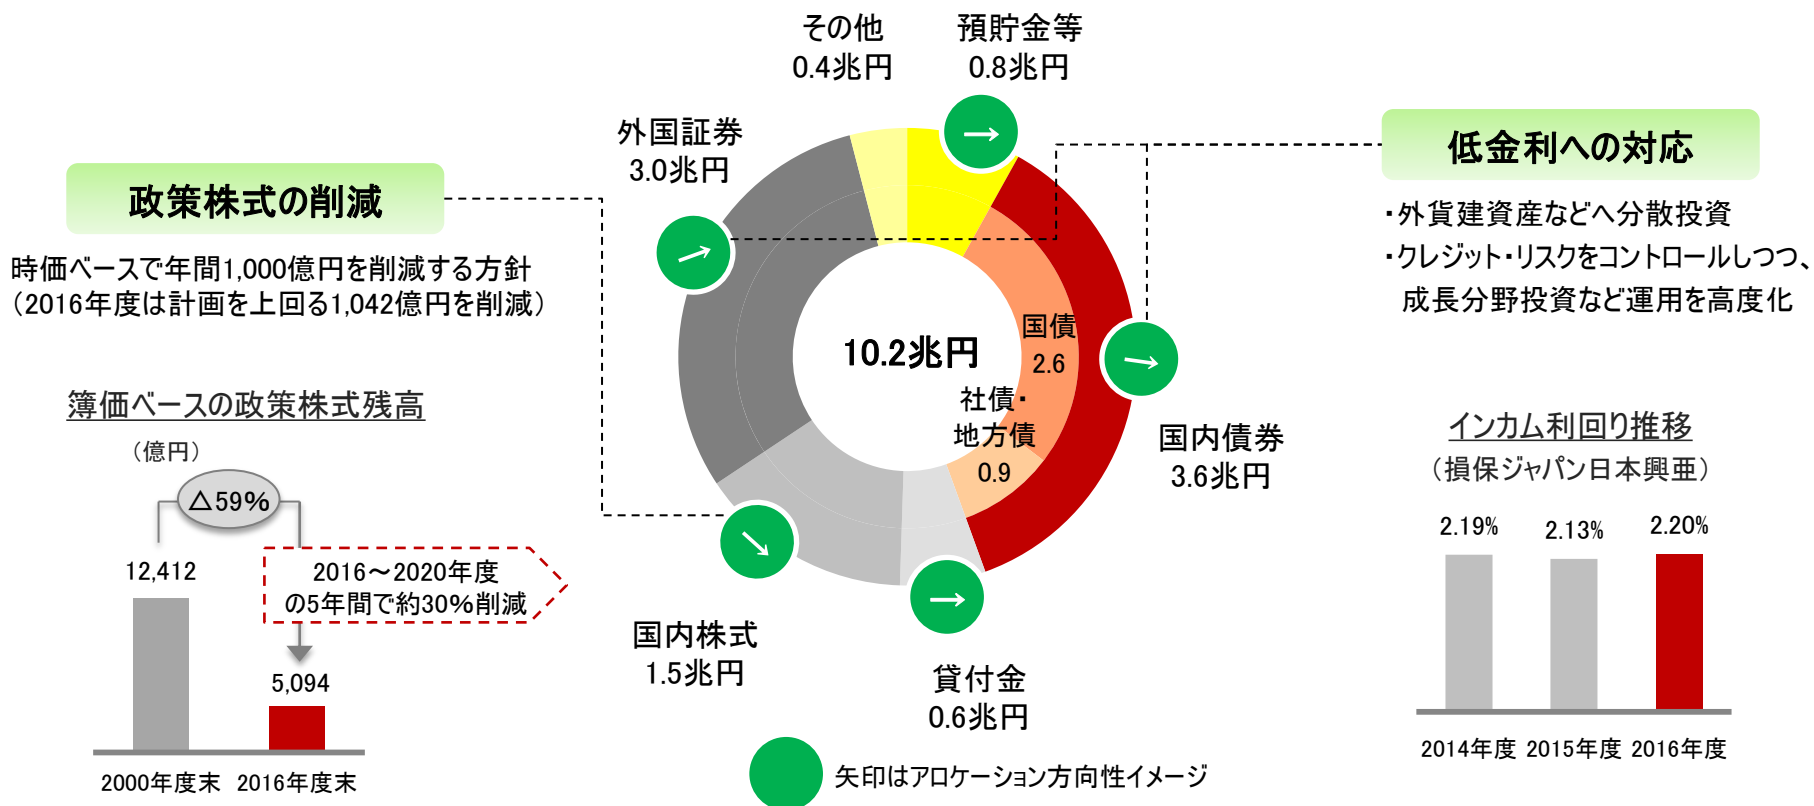 その他
0.4兆円
預貯金等
0.8兆円
外国証券
3.0兆円
→
→
→
→
→
政策株式の削減
時価ベースで年間1,000億円を削減する方針
（2016年度は計画を上回る1,042億円を削減）
簿価ベースの政策株式残高
（億円）
△59%
12,412
2016～2020年度
の5年間で約30%削減
5,094
2000年度末
2016年度末
10.2兆円
国債
2.6
社債・
地方債
0.9
国内債券
3.6兆円
国内株式
1.5兆円
貸付金
0.6兆円
矢印はアロケーション方向性イメージ
低金利への対応
・外貨建資産などへ分散投資
・クレジット・リスクをコントロールしつつ、
成長分野投資など運用を高度化
インカム利回り推移
（損保ジャパン日本興亜）
2.19%
2.13%
2.20%
2014年度
2015年度
2016年度